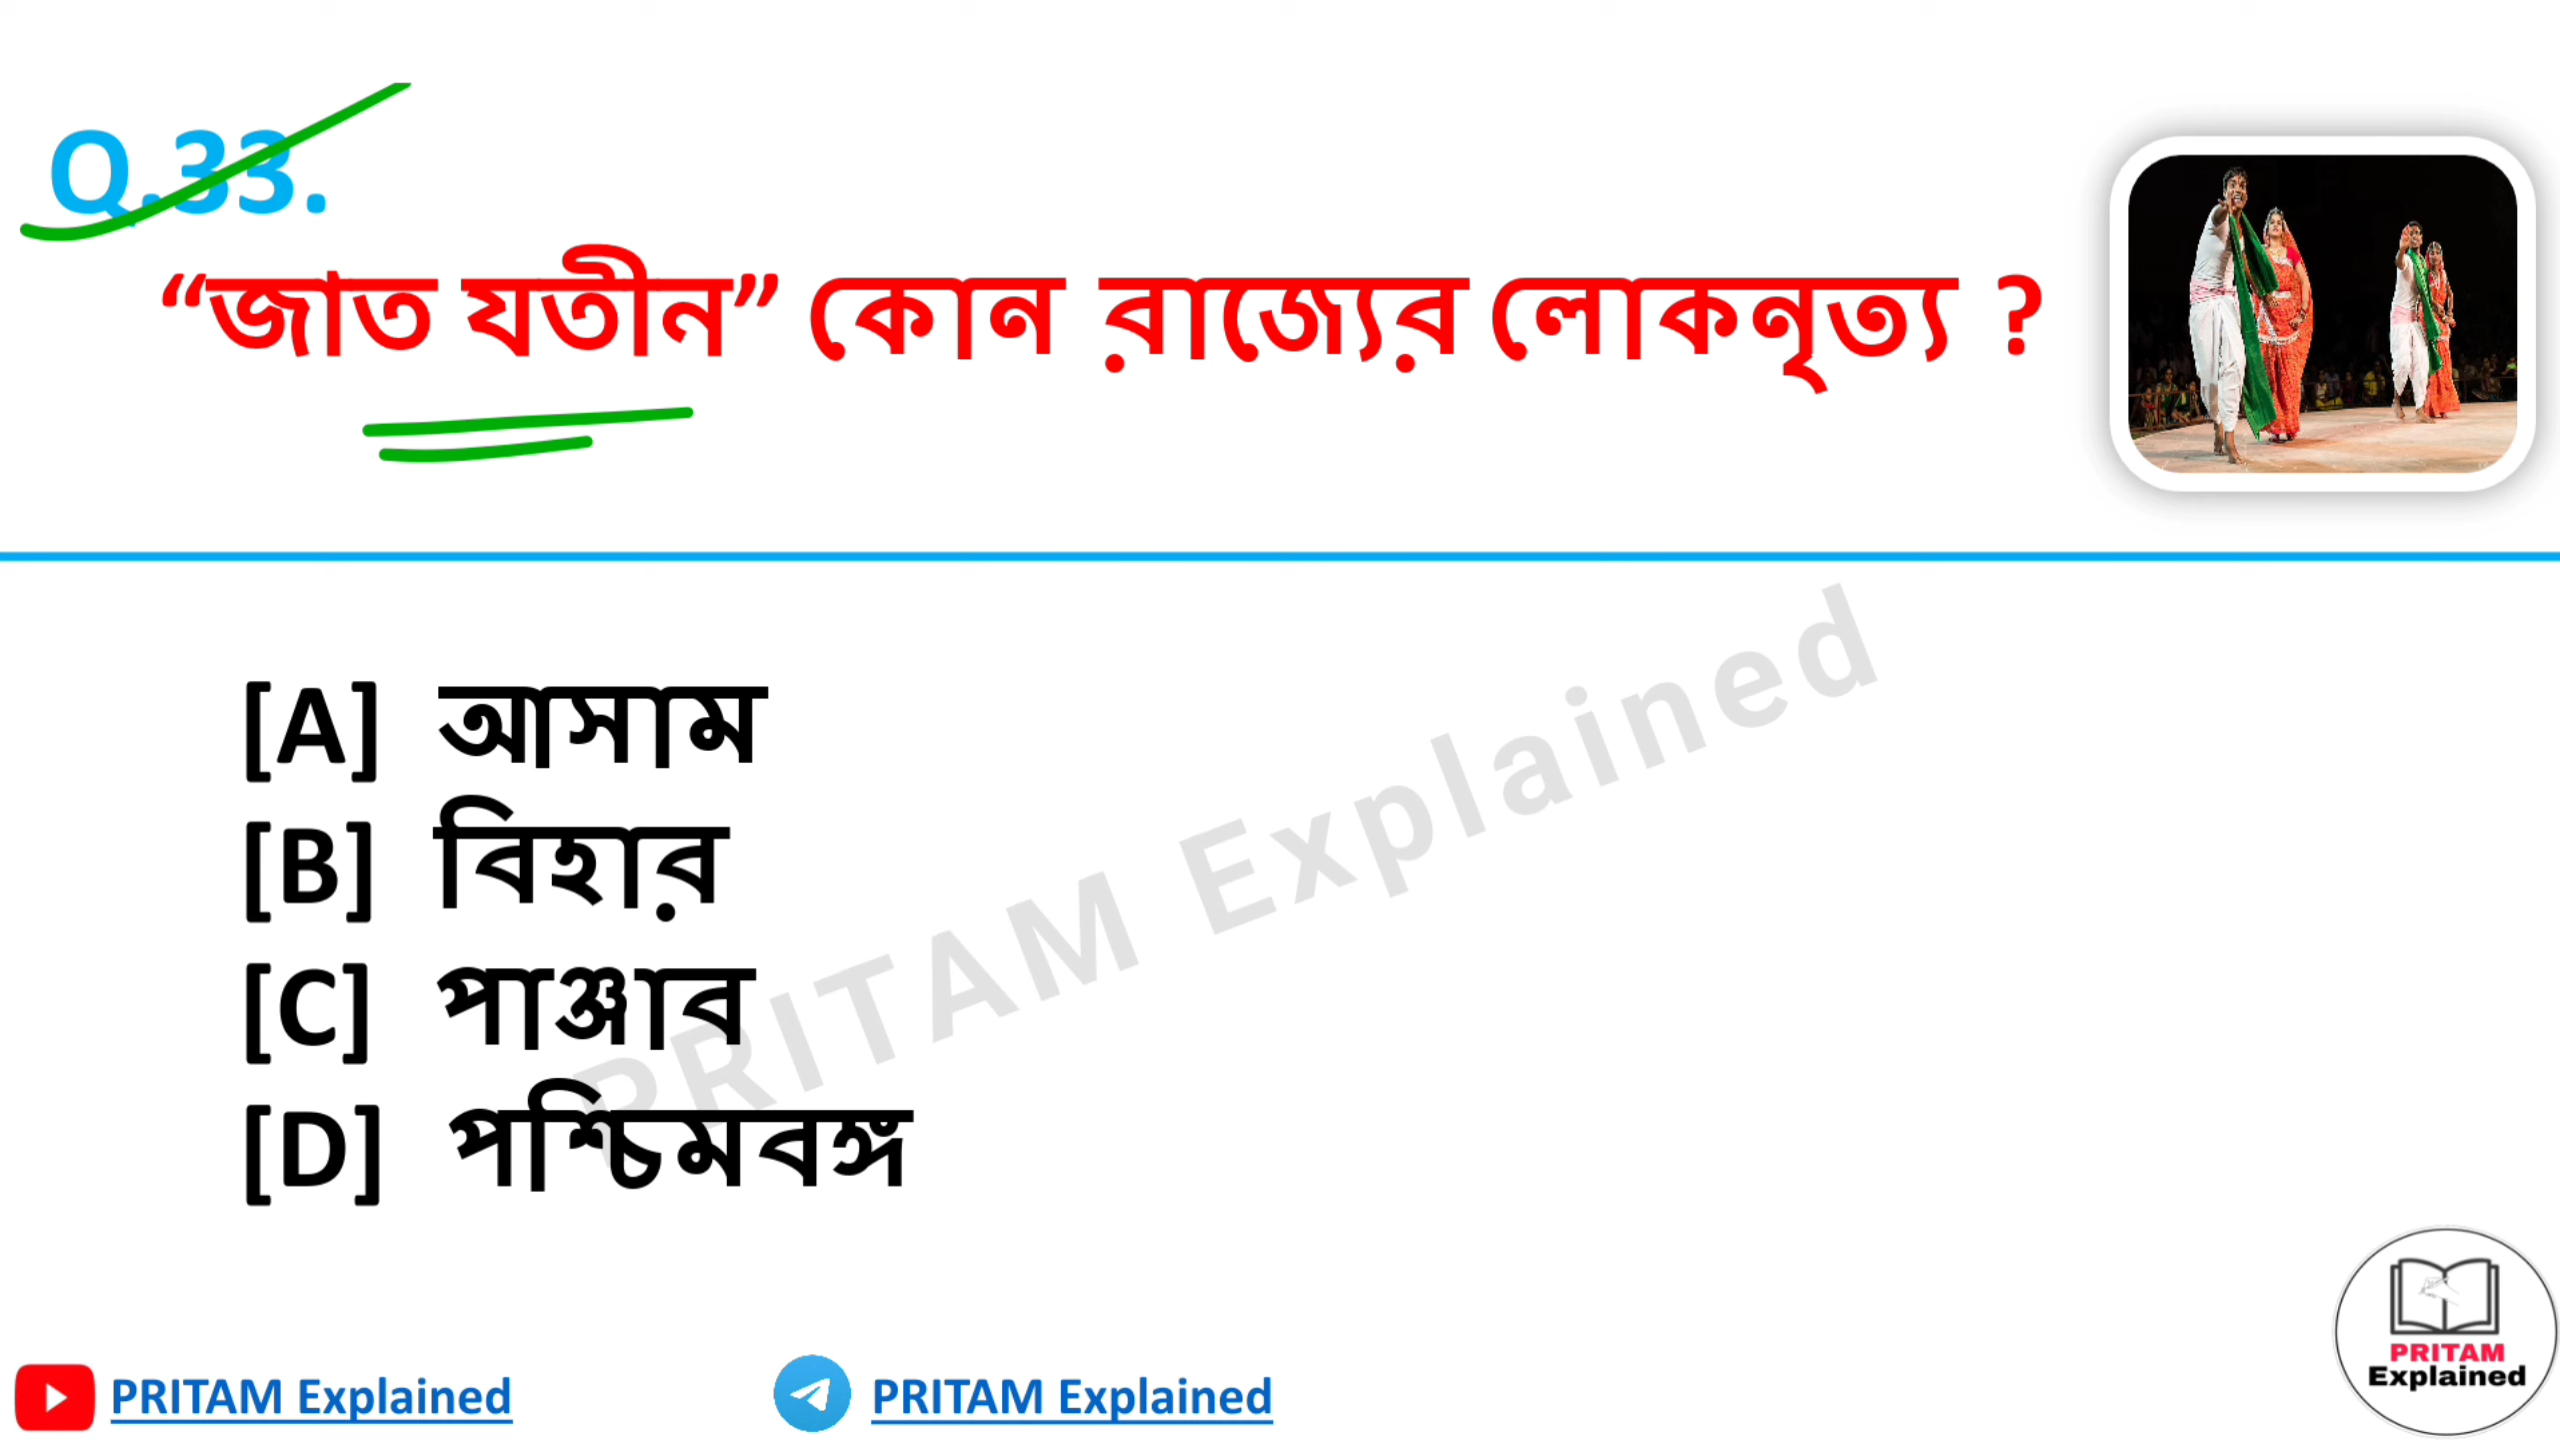 Q.33.
“জাত যতীন” কোন রাজ্যের লোকনৃত্য ?
[A] আসাম
[B] বিহার
[C] পাঞ্জাব
[D] পশ্চিমবঙ্গ
PRITAM Explained
PRITAM Explained
PRITAM Explained
PRITAM
Explained